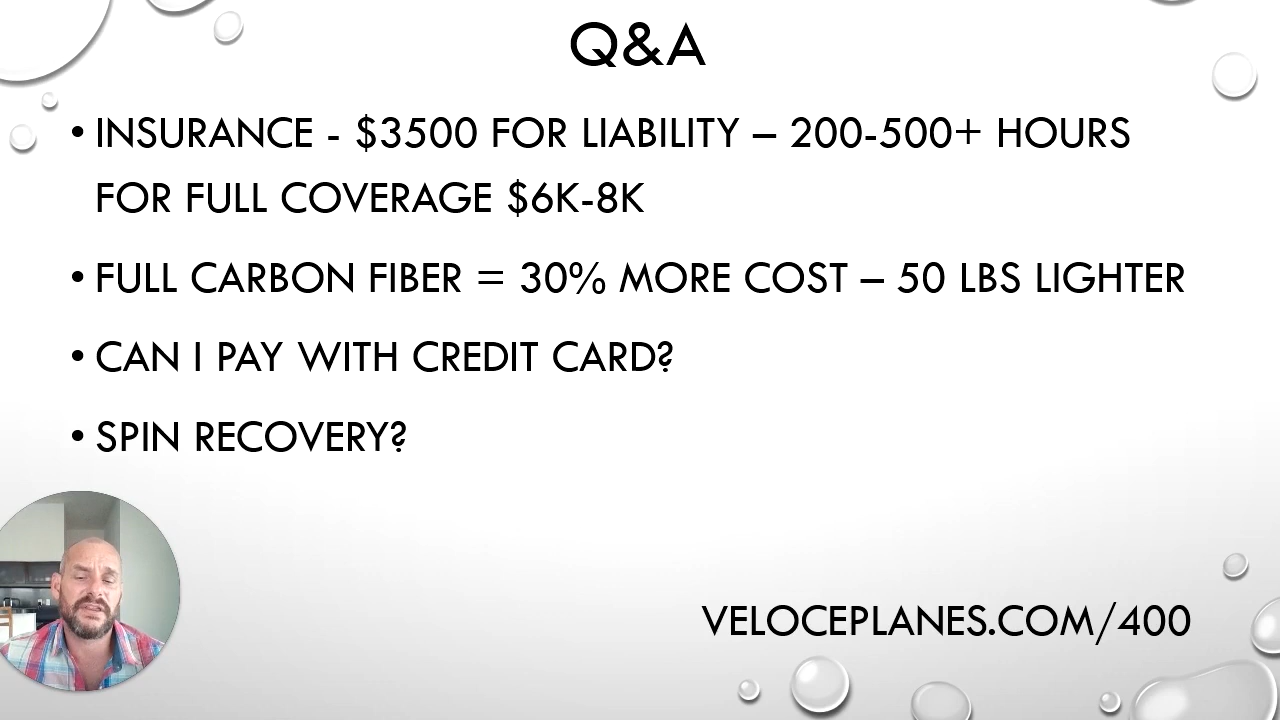 Q&A
• INSURANCE - $3500 FOR LIABILITY – 200-500+ HOURS
FOR FULL COVERAGE $6K-8K
• FULL CARBON FIBER = 30% MORE COST – 50 LBS LIGHTER
• CAN I PAY WITH CREDIT CARD?
• SPIN RECOVERY?
VELOCEPLANES.COM/400